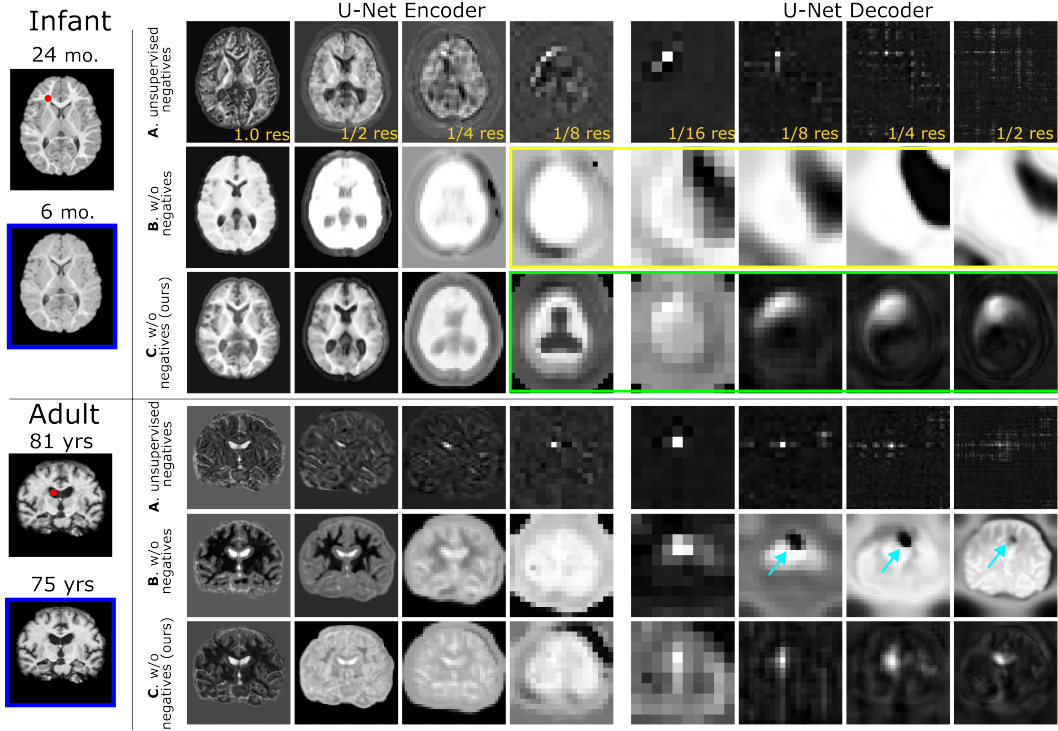 U-Net Encoder
U-Net Decoder
Infant
24 mo.
6 mo.
A. unsupervised
negatives
1.0 res
1/2 res
1/4 res
1/8 res
1/16 res
1/8 res
1/4 res
1/2 res
B. w/o
negatives
C. w/o
negatives (ours)
Adult
81 yrs
75 yrs
A. unsupervised
negatives
B. w/o
negatives
C. w/o
negatives (ours)